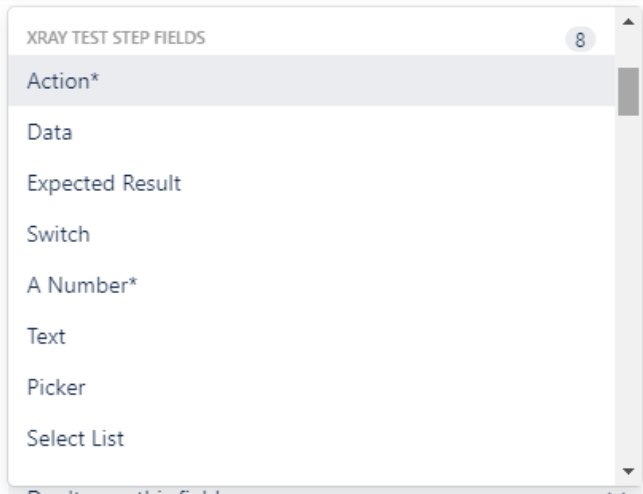 XRAY TEST STEP FIELDS 8
Action*
Data
Expected Result
Switch
A Number*
Text
Picker
Select List